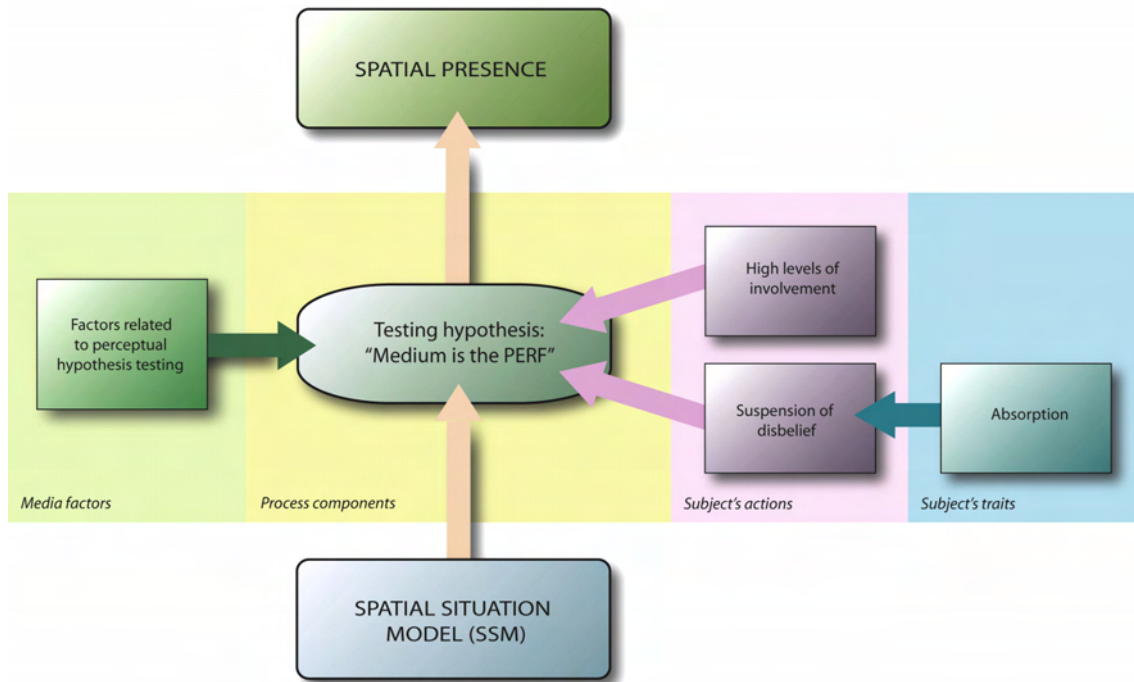 SPATIAL PRESENCE
Factors related
to perceptual
hypothesis testing
Testing hypothesis:
“Medium is the PERF”
High levels of
involvement
Suspension of
disbelief
Absorption
Media factors
Process components
Subject’s actions
Subject’s traits
SPATIAL SITUATION
MODEL (SSM)